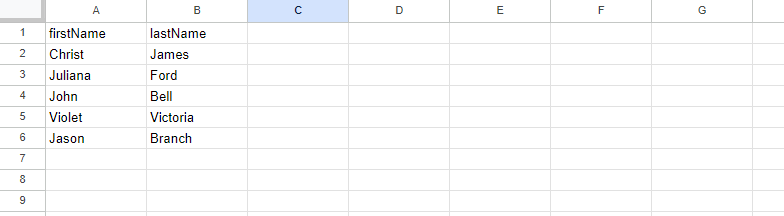 A B C D E F G
1 firstName lastName
2 Christ James
3 Juliana Ford
4 John Bell
5 Violet Victoria
6 Jason Branch
7
8
9